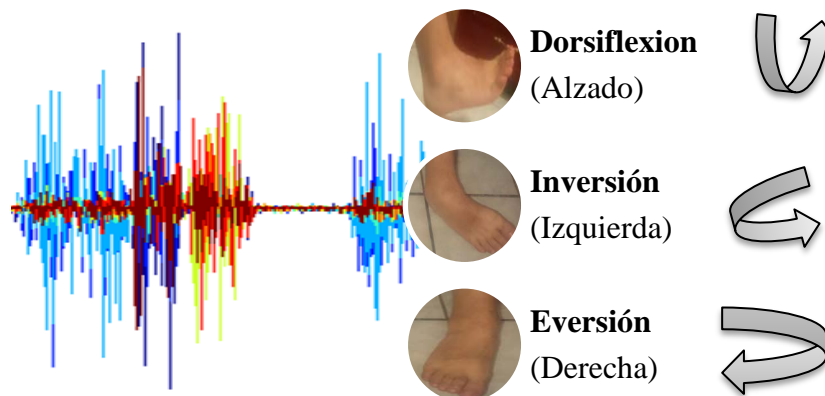 Dorsiflexion
(Alzado)
Inversión
(Izquierda)
Eversión
(Derecha)